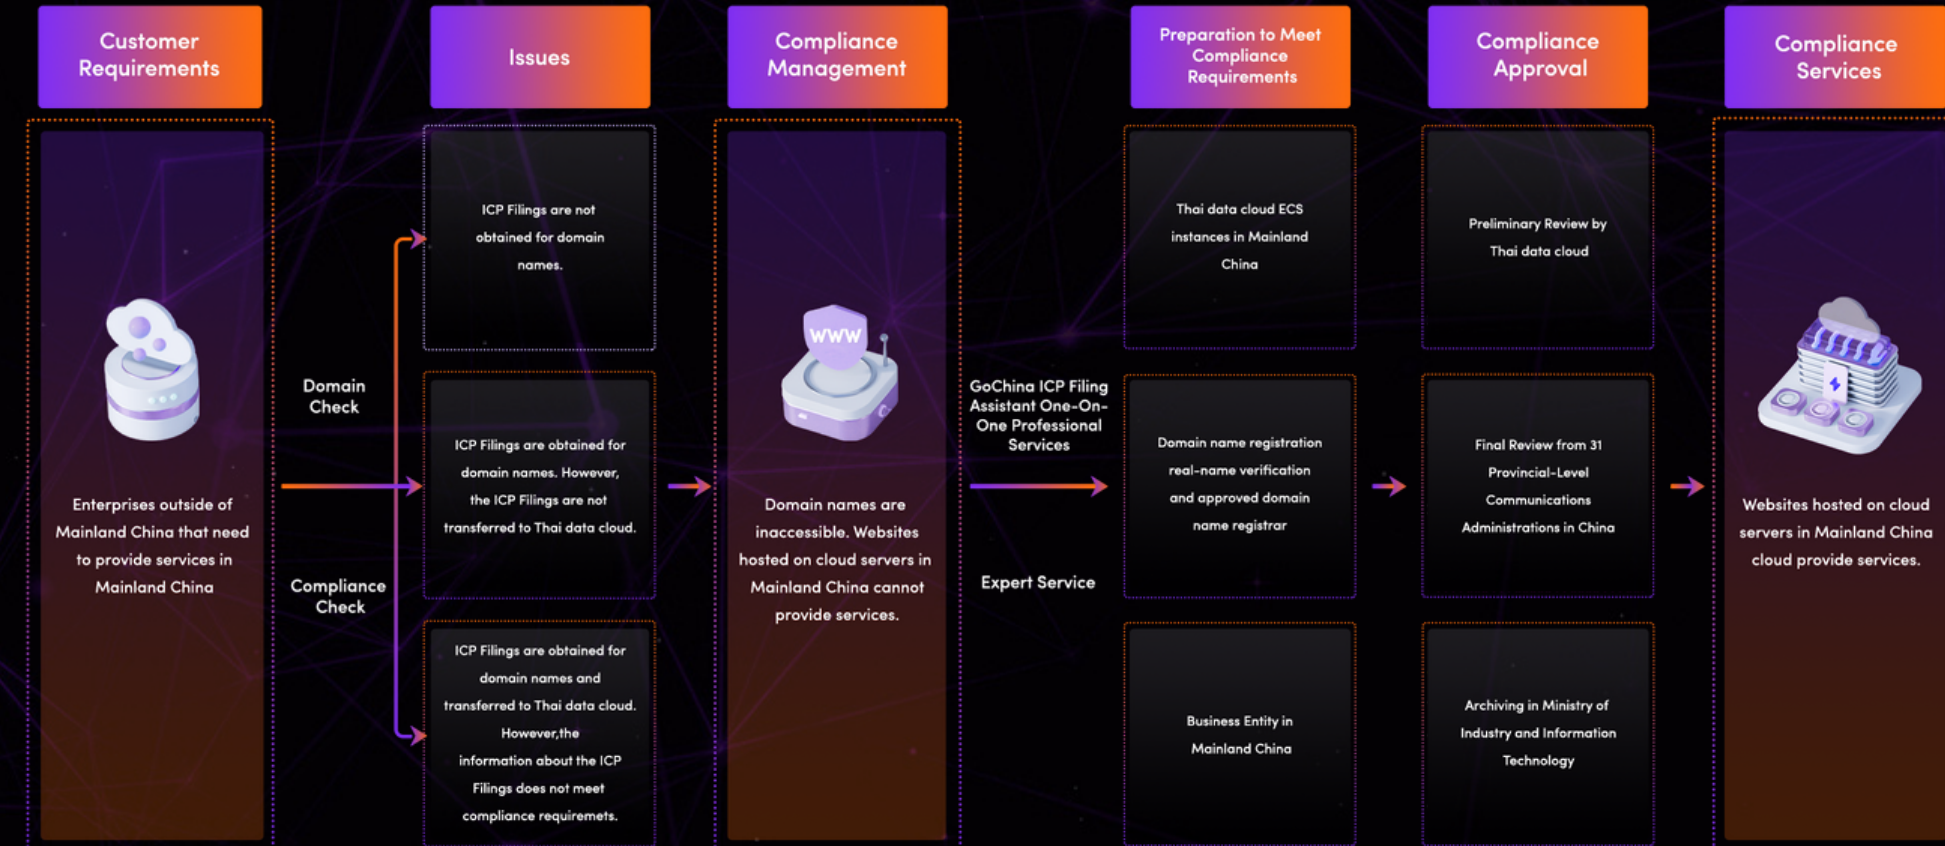 Customer
Requirements
Issues
Compliance
Management
Preparation to Meet
Compliance
Requirements
Compliance
Approval
Compliance
Services
Enterprises outside of
Mainland China that need
to provide services in
Mainland China
Domain
Check
Compliance
Check
ICP Filings are not
obtained for domain
names.
ICP Filings are obtained for
domain names. However,
the ICP Filings are not
transferred to Thai data cloud.
ICP Filings are obtained for
domain names and
transferred to Thai data cloud.
However,the
information about the ICP
Filings does not meet
compliance requiremets.
WWW
Domain names are
inaccessible. Websites
hosted on cloud servers in
Mainland China cannot
provide services.
GoChina ICP Filing
Assistant One-On-
One Professional
Services
Expert Service
Thai data cloud ECS
instances in Mainland
China
Domain name registration
real-name verification
and approved domain
name registrar
Business Entity in
Mainland China
Preliminary Review by
Thai data cloud
Final Review from 31
Provincial-Level
Communications
Administrations in China
Archiving in Ministry of
Industry and Information
Technology
Websites hosted on cloud
servers in Mainland China
cloud provide services.